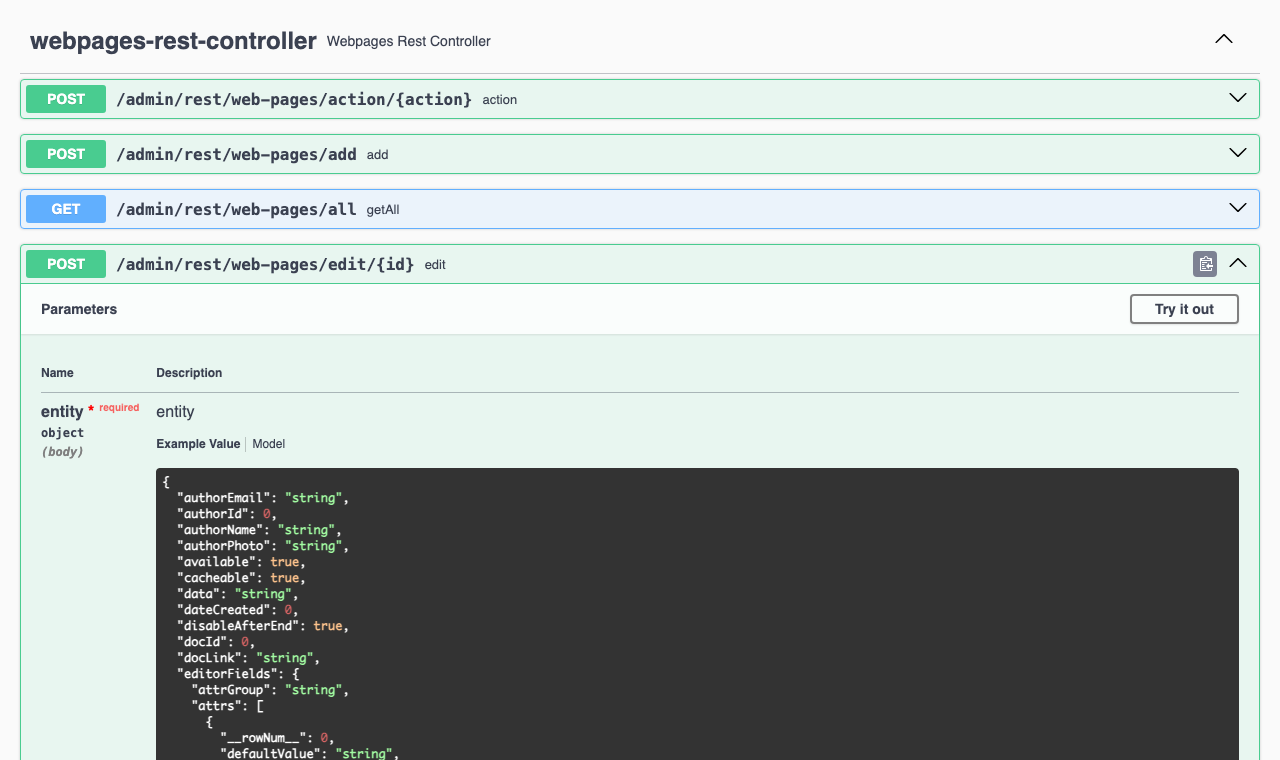 webpages-rest-controller Webpages Rest Controller
POST /admin/rest/web-pages/action/{action} action
POST /admin/rest/web-pages/add add
GET /admin/rest/web-pages/all getAll
POST /admin/rest/web-pages/edit/{id} edit
Parameters Try it out
Name Description
entity * required entity
object
(body)
Example Value Model
{
  "authorEmail": "string",
  "authorId": 0,
  "authorName": "string",
  "authorPhoto": "string",
  "available": true,
  "cacheable": true,
  "data": "string",
  "dateCreated": 0,
  "disableAfterEnd": true,
  "docId": 0,
  "docLink": "string",
  "editorFields": {
    "attrGroup": "string",
    "attrs": [
      {
        "__rowNum__": 0,
        "defaultValue": "string",